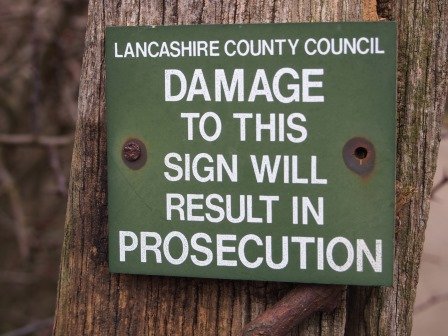 LANCASHIRE COUNTY COUNCIL
DAMAGE
TO THIS
SIGN WILL
RESULT IN
PROSECUTION